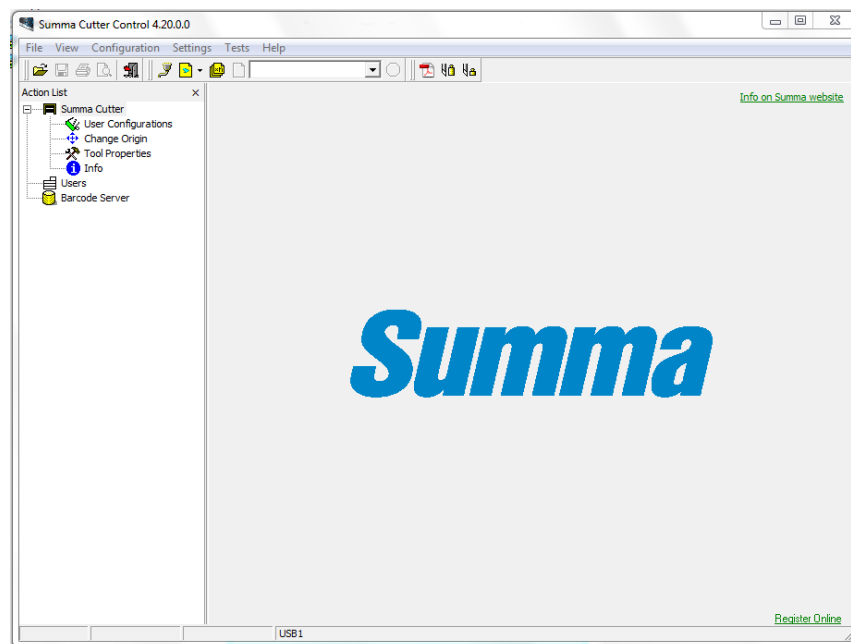 Summa Cutter Control 4.20.0.0
File View Configuration Settings Tests Help
Action List
Info on Summa website
Summa Cutter
User Configurations
Change Origin
Tool Properties
Info
Users
Barcode Server
Summa
Register Online
USB1